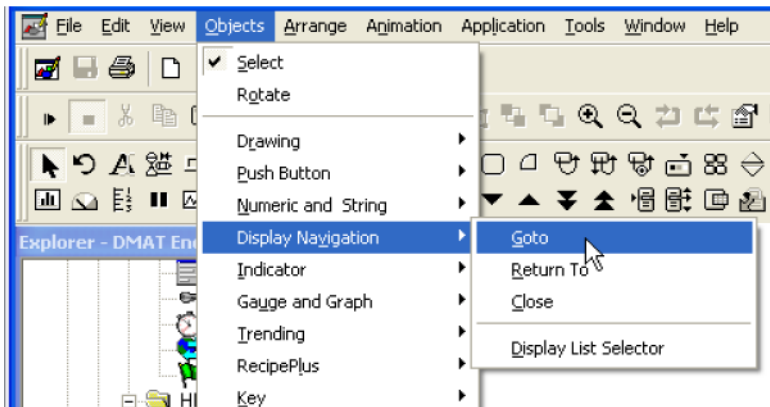 File Edit View Objects Arrange Animation Application Tools Window Help
Select
Rotate
Drawing
Push Button
Numeric and String
Display Navigation
Goto
Explorer - DMAT En
Indicator
Return To
Gauge and Graph
Close
Trending
Display List Selector
RecipePlus
HI
Key